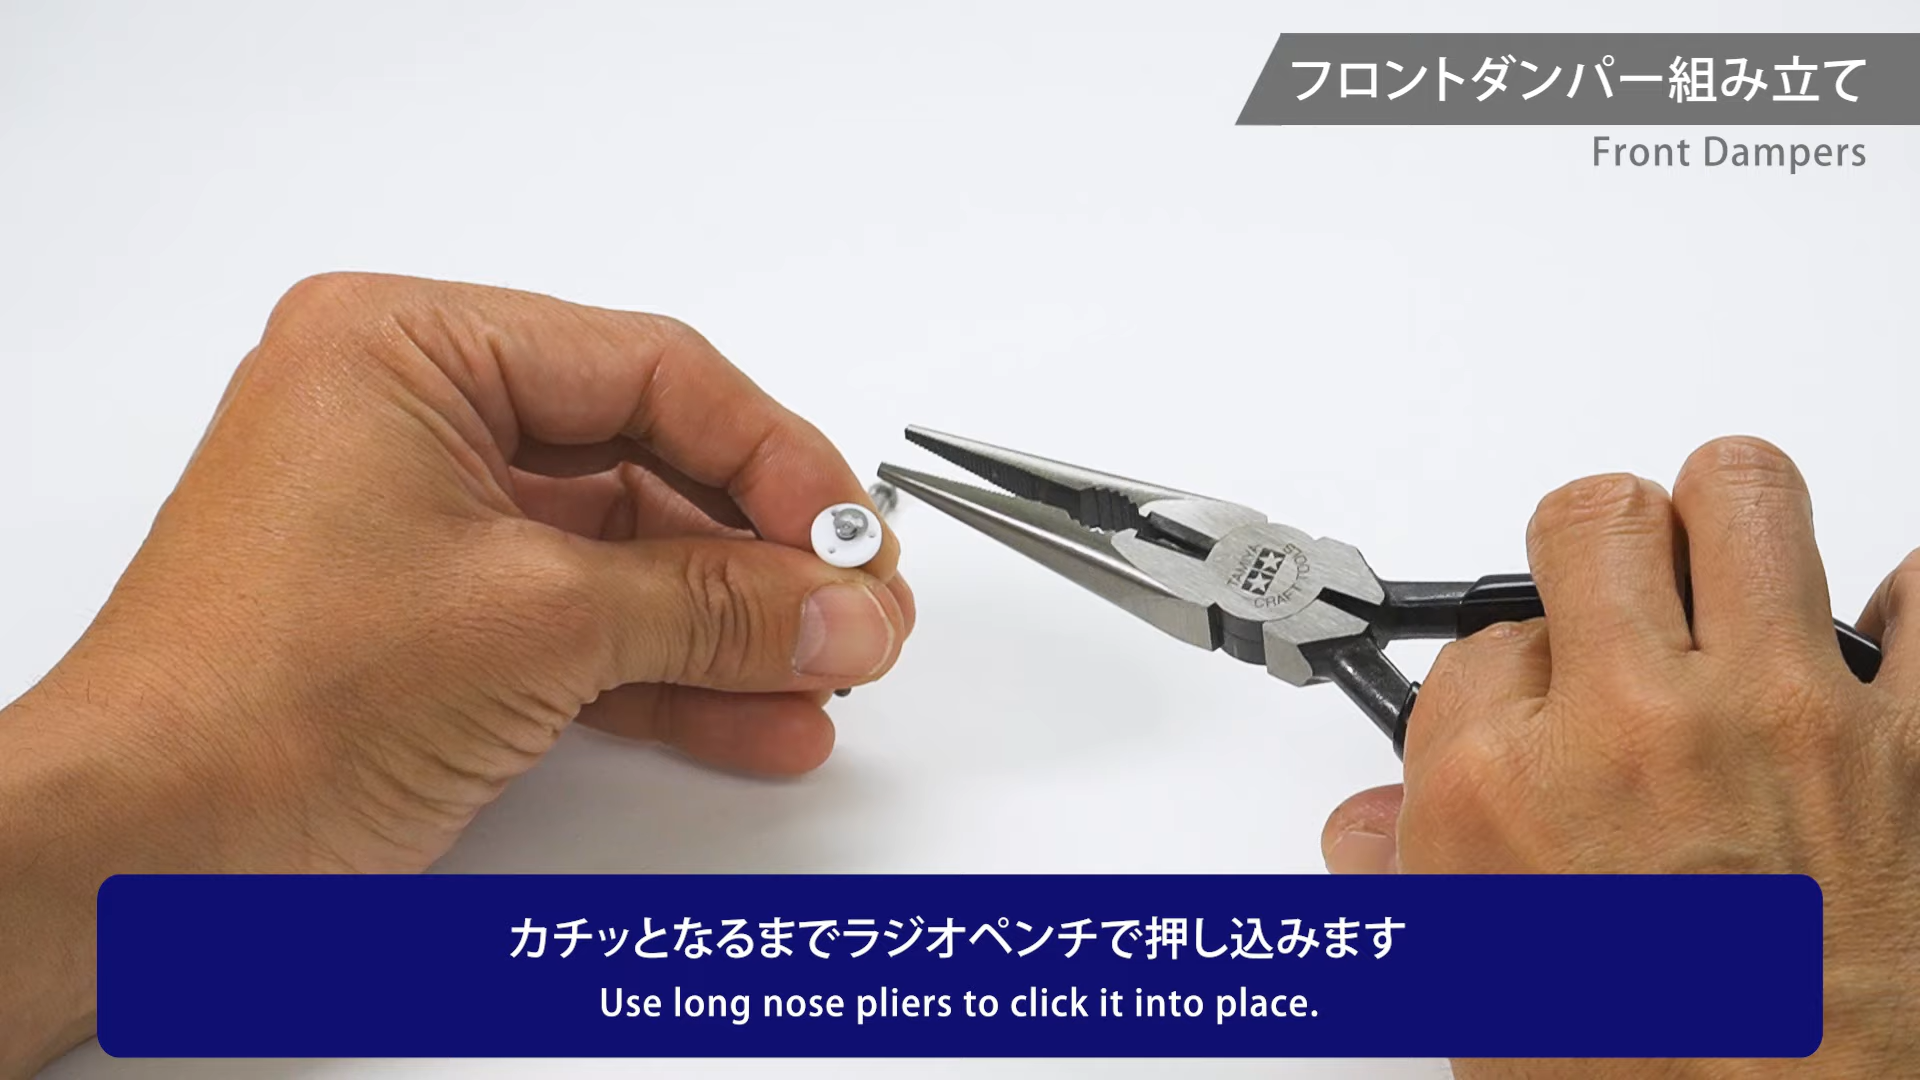 フロントダンパー組み立て
Front Dampers
TAMIYA
CRAFT TOOLS
カチッとなるまでラジオペンチで押し込みます
Use long nose pliers to click it into place.